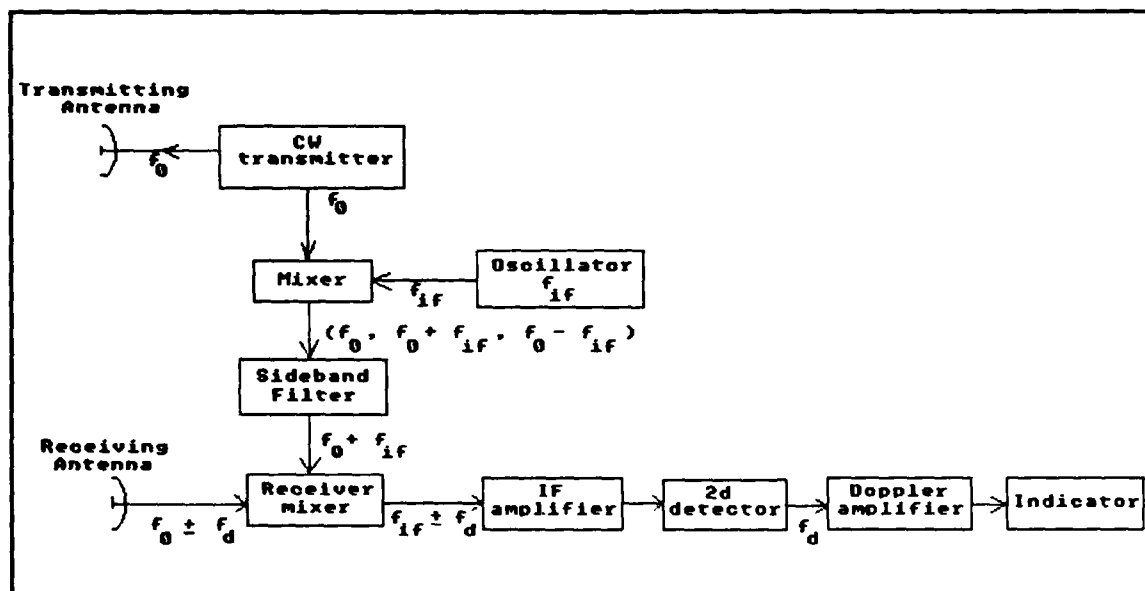 Transmitting
Antenna
CW
transmitter
f0
f0
Mixer
Oscillator
fif
fif
(f0, f0 + fif, f0 - fif)
Sideband
Filter
f0 + fif
Receiving
Antenna
Receiver
mixer
IF
amplifier
2d
detector
Doppler
amplifier
Indicator
f0 ± fd
fif ± fd
fd